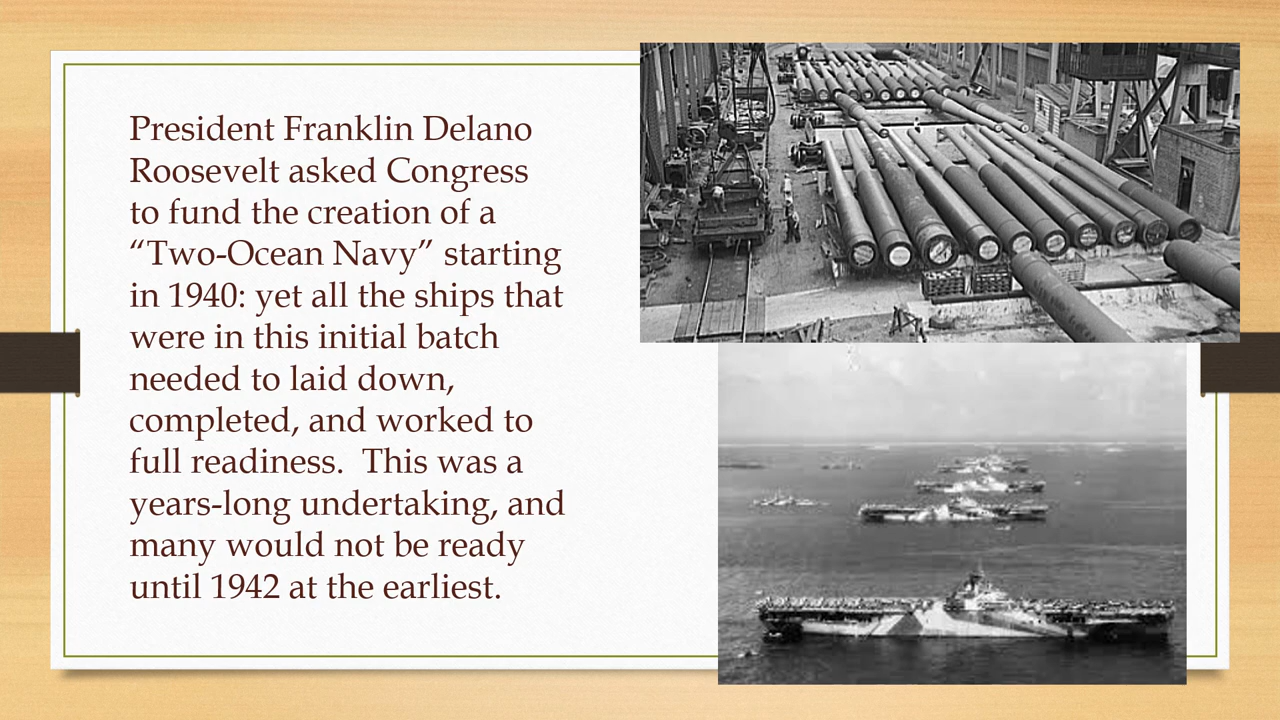 President Franklin Delano
Roosevelt asked Congress
to fund the creation of a
“Two-Ocean Navy” starting
in 1940: yet all the ships that
were in this initial batch
needed to laid down,
completed, and worked to
full readiness.  This was a
years-long undertaking, and
many would not be ready
until 1942 at the earliest.